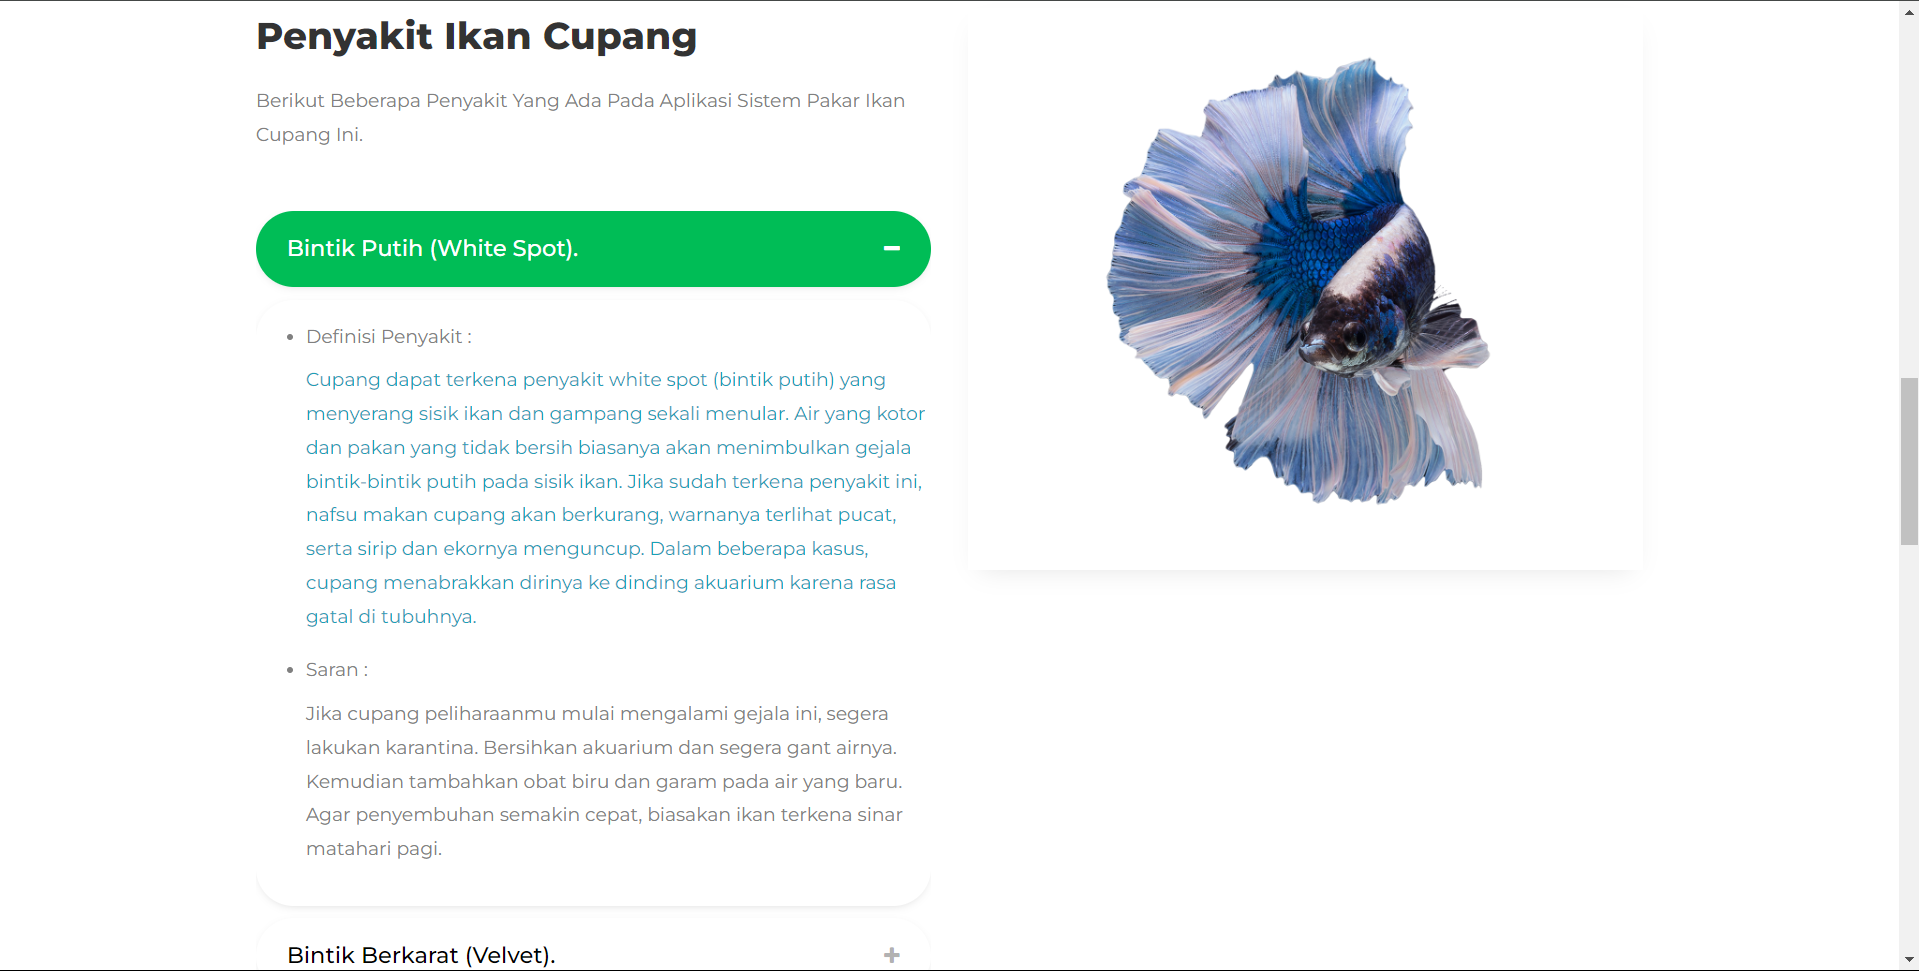 Penyakit Ikan Cupang
Berikut Beberapa Penyakit Yang Ada Pada Aplikasi Sistem Pakar Ikan
Cupang Ini.
Bintik Putih (White Spot).
Definisi Penyakit :
Cupang dapat terkena penyakit white spot (bintik putih) yang
menyerang sisik ikan dan gampang sekali menular. Air yang kotor
dan pakan yang tidak bersih biasanya akan menimbulkan gejala
bintik-bintik putih pada sisik ikan. Jika sudah terkena penyakit ini,
nafsu makan cupang akan berkurang, warnanya terlihat pucat,
serta sirip dan ekornya menguncup. Dalam beberapa kasus,
cupang menabrakkan dirinya ke dinding akuarium karena rasa
gatal di tubuhnya.
Saran :
Jika cupang peliharaanmu mulai mengalami gejala ini, segera
lakukan karantina. Bersihkan akuarium dan segera gant airnya.
Kemudian tambahkan obat biru dan garam pada air yang baru.
Agar penyembuhan semakin cepat, biasakan ikan terkena sinar
matahari pagi.
Bintik Berkarat (Velvet).